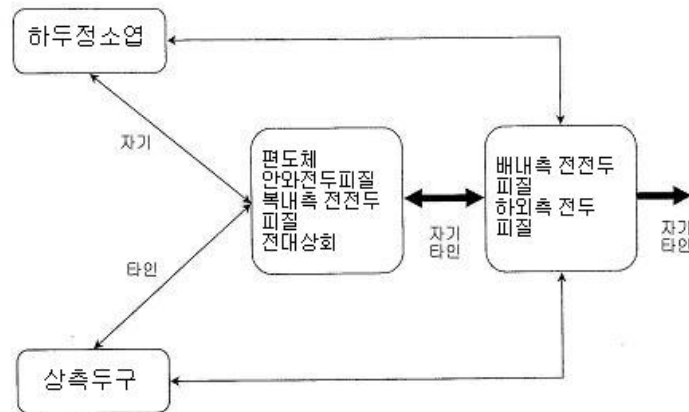 하두정소엽
자기
편도체
안와전두피질
복내측 전전두
피질
전대상회
자기
타인
배내측 전전두
피질
하외측 전두
피질
자기
타인
타인
상측두구